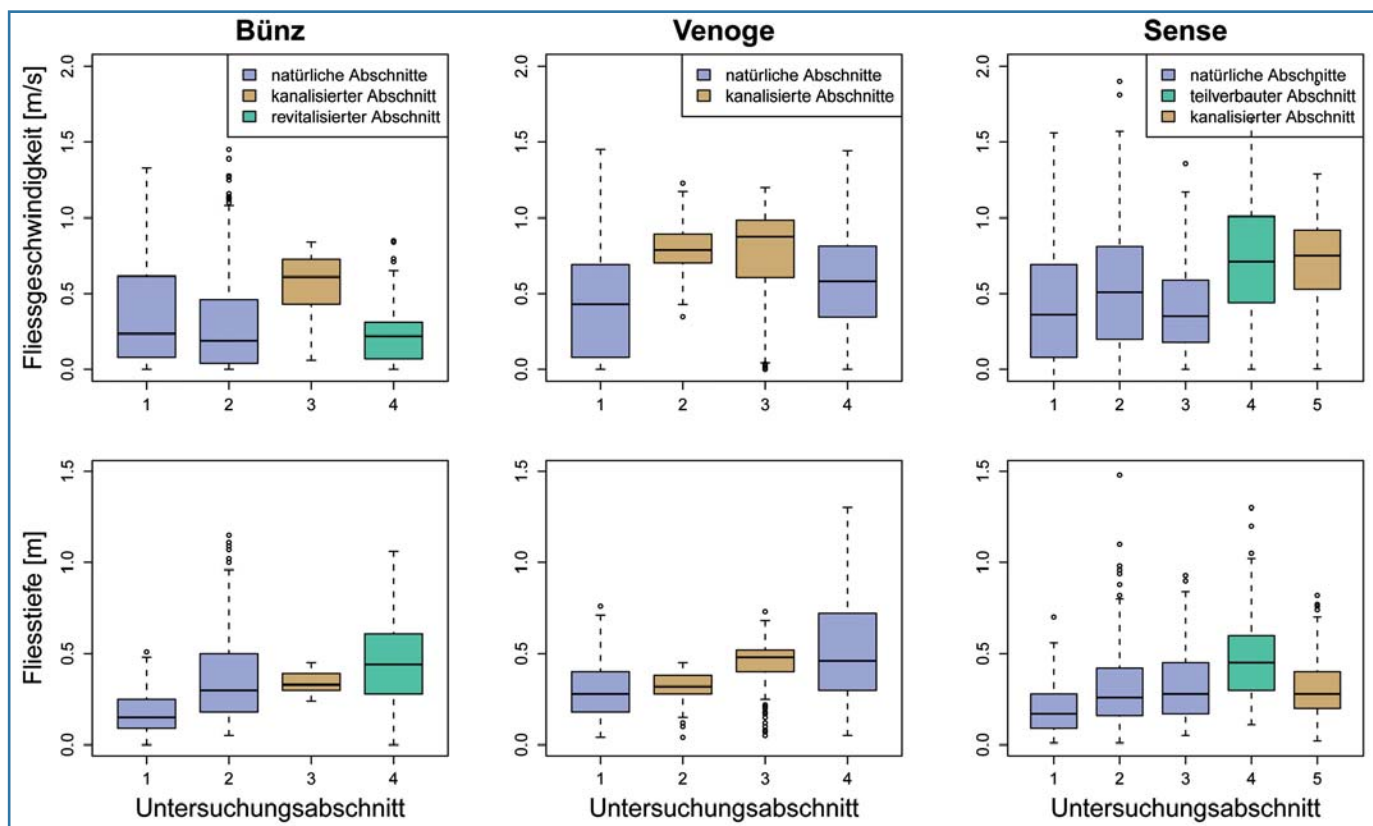 Bünz
Venoge
Sense
Fliessgeschwindigkeit [m/s]
2.0
1.5
1.0
0.5
0.0
natürliche Abschnitte
kanalisierter Abschnitt
revitalisierter Abschnitt
1 2 3 4
2.0
1.5
1.0
0.5
0.0
natürliche Abschnitte
kanalisierte Abschnitte
1 2 3 4
2.0
1.5
1.0
0.5
0.0
natürliche Abschnitte
teilverbauter Abschnitt
kanalisierter Abschnitt
1 2 3 4 5
Fliesstiefe [m]
1.5
1.0
0.5
0.0
1 2 3 4
Untersuchungsabschnitt
1.5
1.0
0.5
0.0
1 2 3 4
Untersuchungsabschnitt
1.5
1.0
0.5
0.0
1 2 3 4 5
Untersuchungsabschnitt